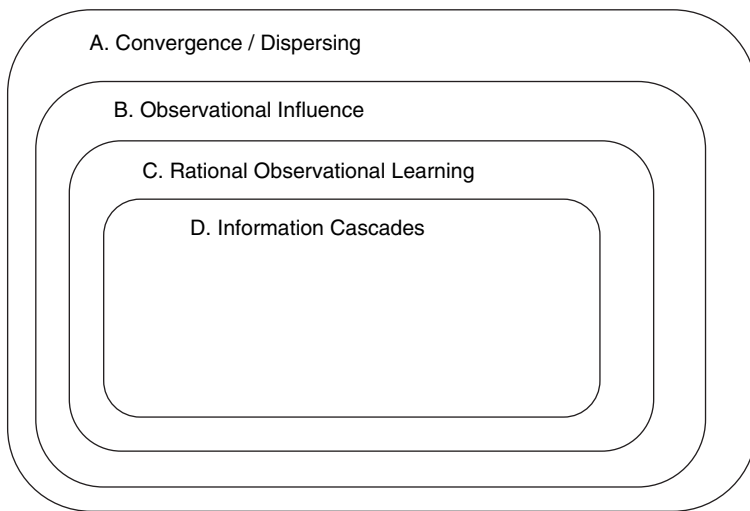 A. Convergence / Dispersing
B. Observational Influence
C. Rational Observational Learning
D. Information Cascades